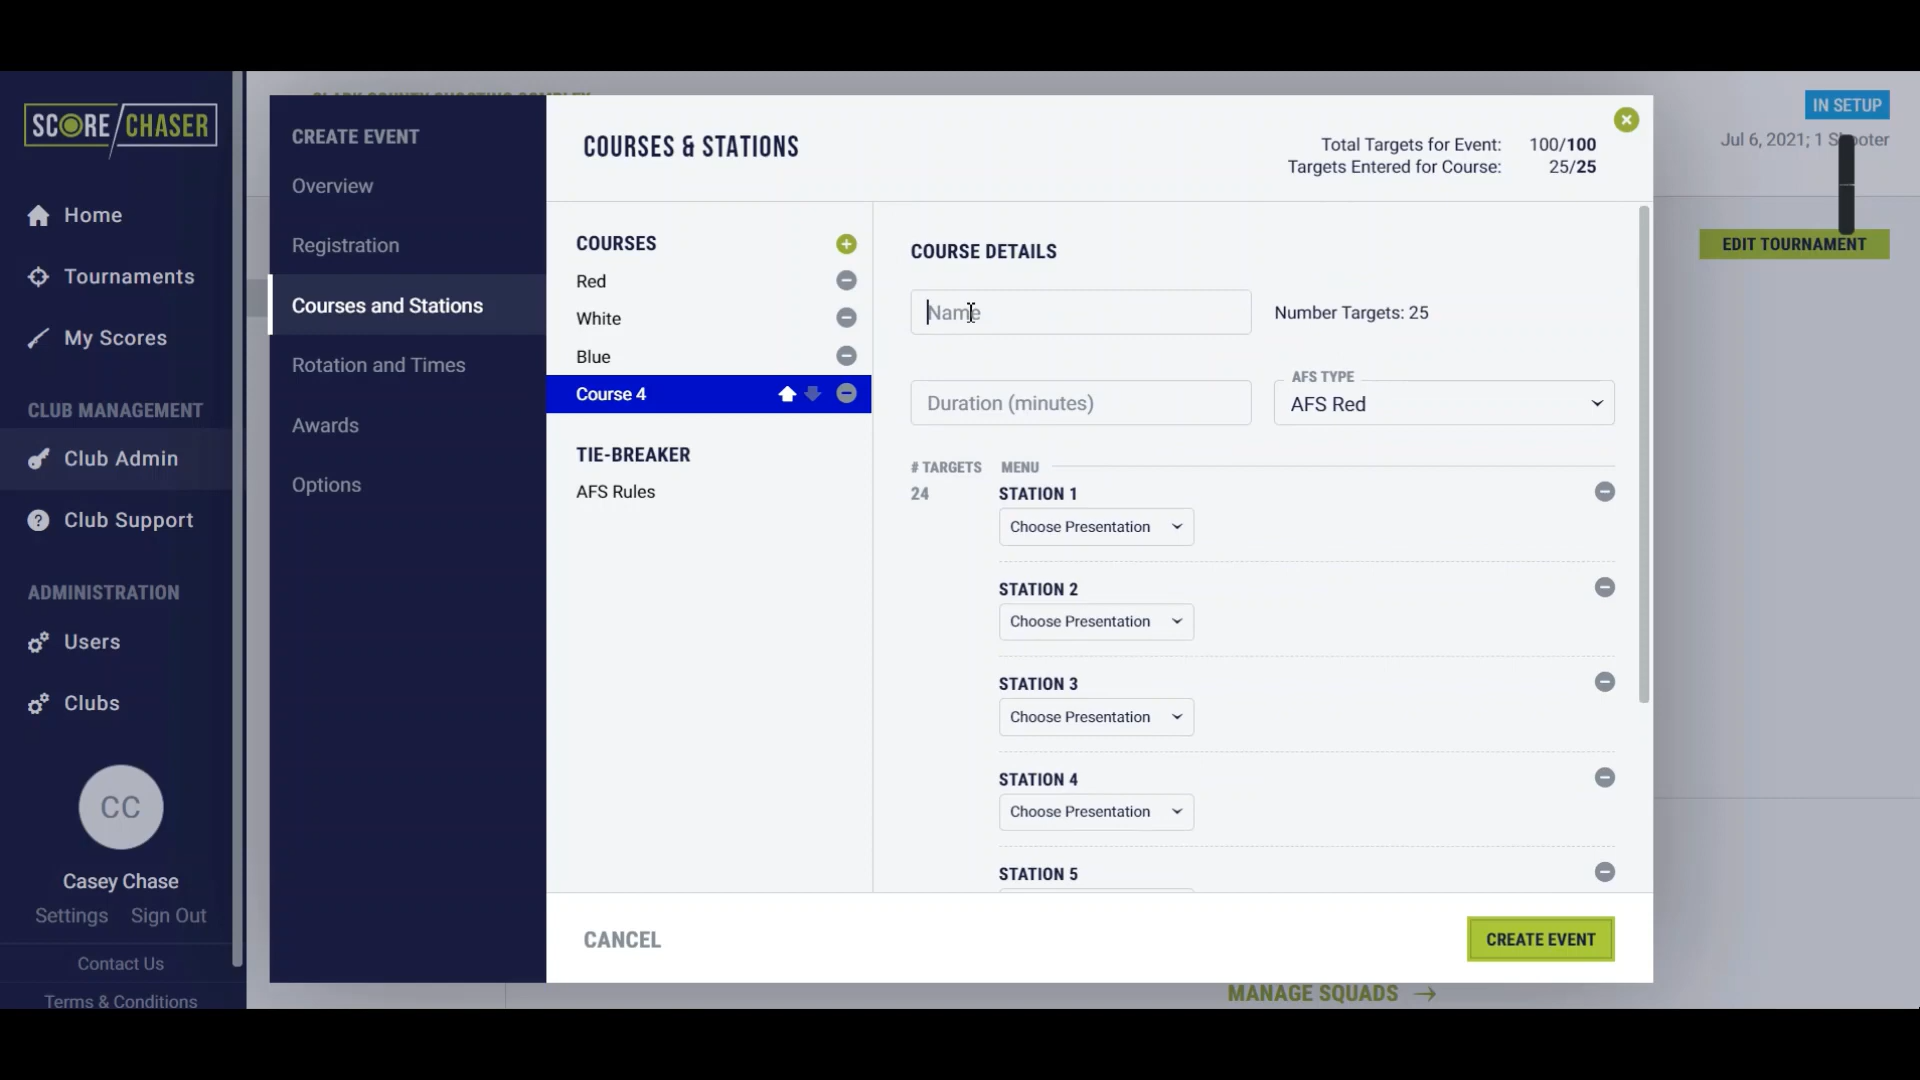 SCORE/CHASER
Home
Tournaments
My Scores
CLUB MANAGEMENT
Club Admin
Club Support
ADMINISTRATION
Users
Clubs
CC
Casey Chase
Settings Sign Out
Contact Us
Terms & Conditions
CREATE EVENT
Overview
Registration
Courses and Stations
Rotation and Times
Awards
Options
COURSES & STATIONS
Total Targets for Event: 100/100
Targets Entered for Course: 25/25
COURSES
Red
White
Blue
Course 4
TIE-BREAKER
AFS Rules
COURSE DETAILS
Name
Number Targets: 25
Duration (minutes)
AFS TYPE
AFS Red
# TARGETS MENU
24 STATION 1
Choose Presentation
STATION 2
Choose Presentation
STATION 3
Choose Presentation
STATION 4
Choose Presentation
STATION 5
CANCEL
CREATE EVENT
IN SETUP
Jul 6, 2021; 1 Shooter
EDIT TOURNAMENT
MANAGE SQUADS